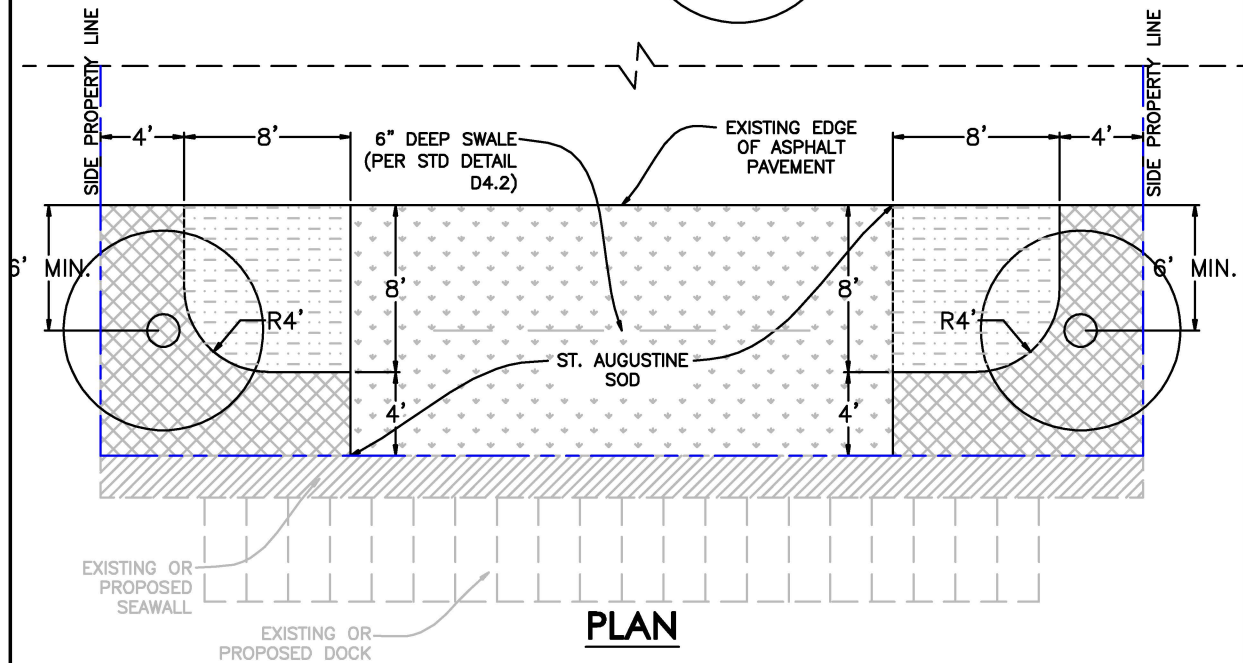 SIDE PROPERTY LINE
SIDE PROPERTY LINE
4'
8'
6" DEEP SWALE
(PER STD DETAIL
D4.2)
EXISTING EDGE
OF ASPHALT
PAVEMENT
8'
4'
6' MIN.
8'
8'
6' MIN.
R4'
R4'
ST. AUGUSTINE
SOD
4'
4'
EXISTING OR
PROPOSED
SEAWALL
EXISTING OR
PROPOSED DOCK
PLAN